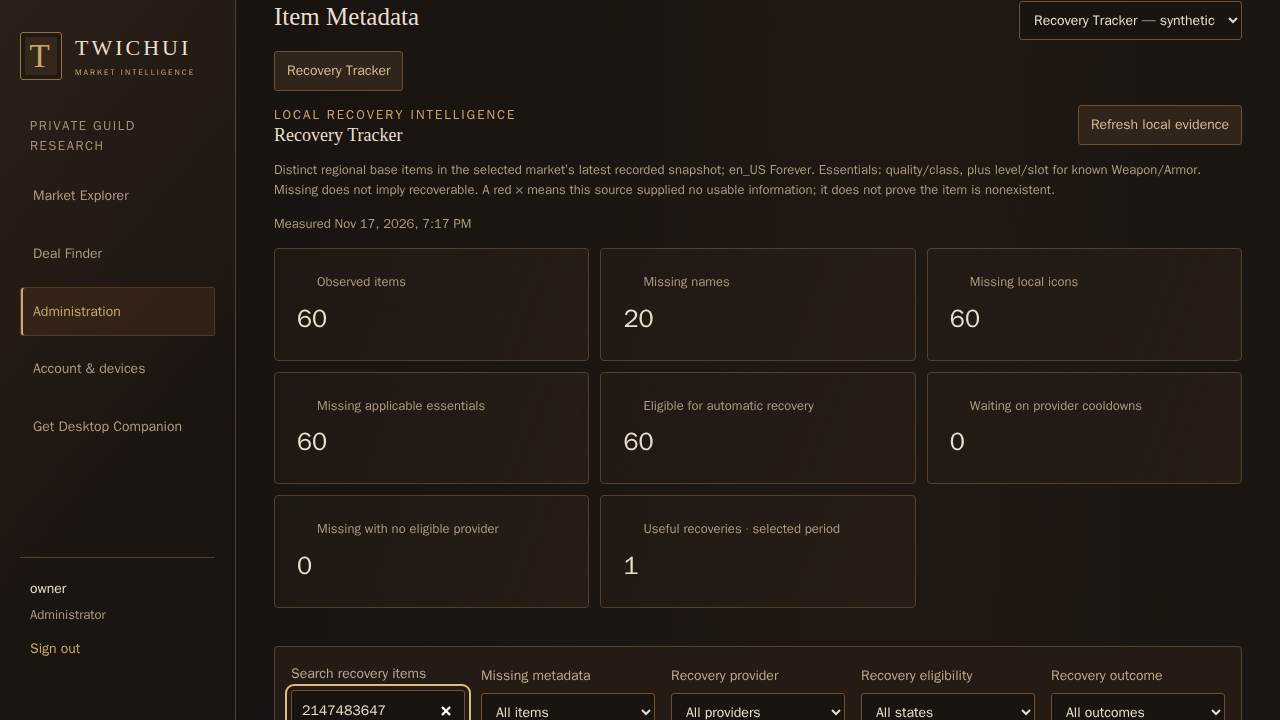 T
TWICHUI
MARKET INTELLIGENCE
PRIVATE GUILD
RESEARCH
Market Explorer
Deal Finder
Administration
Account & devices
Get Desktop Companion
owner
Administrator
Sign out
Item Metadata
Recovery Tracker — synthetic
Recovery Tracker
LOCAL RECOVERY INTELLIGENCE
Recovery Tracker
Refresh local evidence
Distinct regional base items in the selected market's latest recorded snapshot; en_US Forever. Essentials: quality/class, plus level/slot for known Weapon/Armor.
Missing does not imply recoverable. A red × means this source supplied no usable information; it does not prove the item is nonexistent.
Measured Nov 17, 2026, 7:17 PM
Observed items
60
Missing names
20
Missing local icons
60
Missing applicable essentials
60
Eligible for automatic recovery
60
Waiting on provider cooldowns
0
Missing with no eligible provider
0
Useful recoveries · selected period
1
Search recovery items
2147483647
Missing metadata
All items
Recovery provider
All providers
Recovery eligibility
All states
Recovery outcome
All outcomes